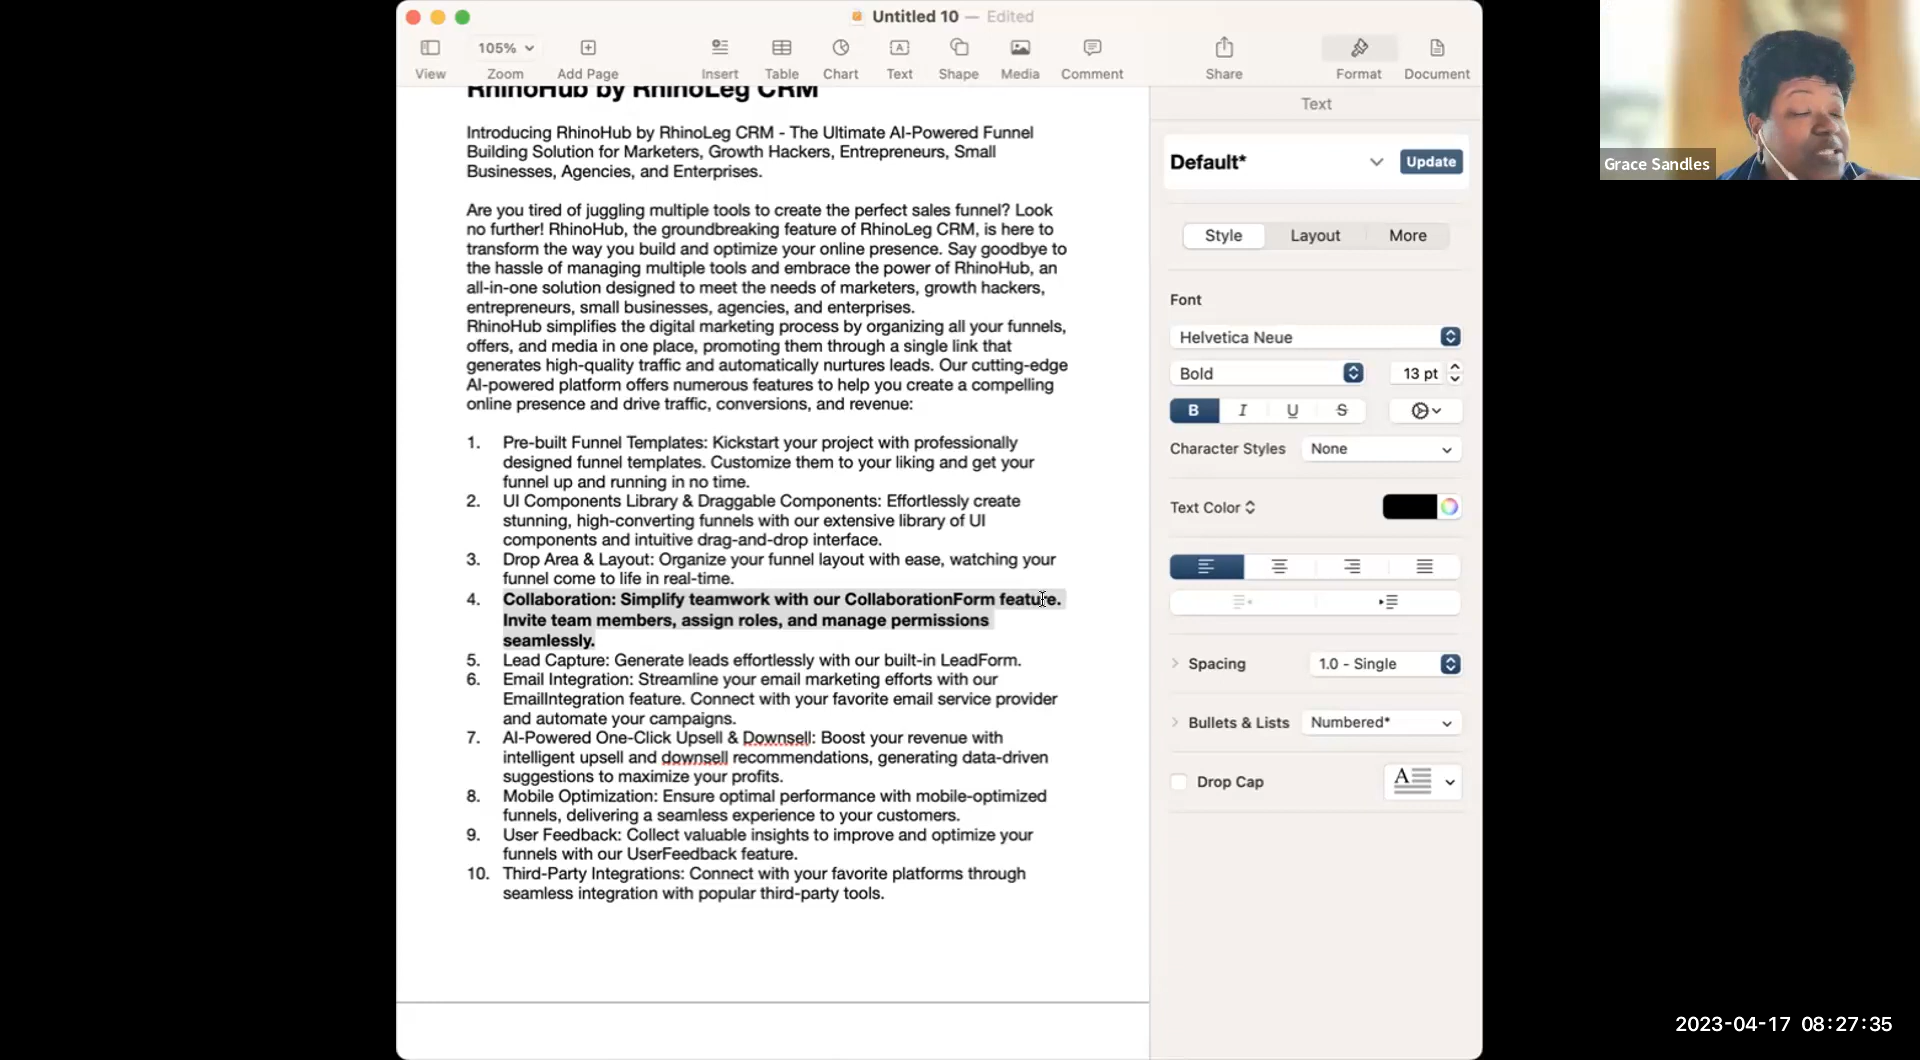 Untitled 10 — Edited
105%
View
Zoom
Add Page
Insert
Table
Chart
Text
Shape
Media
Comment
Share
Format
Document
RhinoHub by RhinoLeg CRM
Introducing RhinoHub by RhinoLeg CRM - The Ultimate AI-Powered Funnel
Building Solution for Marketers, Growth Hackers, Entrepreneurs, Small
Businesses, Agencies, and Enterprises.
Are you tired of juggling multiple tools to create the perfect sales funnel? Look
no further! RhinoHub, the groundbreaking feature of RhinoLeg CRM, is here to
transform the way you build and optimize your online presence. Say goodbye to
the hassle of managing multiple tools and embrace the power of RhinoHub, an
all-in-one solution designed to meet the needs of marketers, growth hackers,
entrepreneurs, small businesses, agencies, and enterprises.
RhinoHub simplifies the digital marketing process by organizing all your funnels,
offers, and media in one place, promoting them through a single link that
generates high-quality traffic and automatically nurtures leads. Our cutting-edge
AI-powered platform offers numerous features to help you create a compelling
online presence and drive traffic, conversions, and revenue:
1. Pre-built Funnel Templates: Kickstart your project with professionally
designed funnel templates. Customize them to your liking and get your
funnel up and running in no time.
2. UI Components Library & Draggable Components: Effortlessly create
stunning, high-converting funnels with our extensive library of UI
components and intuitive drag-and-drop interface.
3. Drop Area & Layout: Organize your funnel layout with ease, watching your
funnel come to life in real-time.
4. Collaboration: Simplify teamwork with our CollaborationForm feature.
Invite team members, assign roles, and manage permissions
seamlessly.
5. Lead Capture: Generate leads effortlessly with our built-in LeadForm.
6. Email Integration: Streamline your email marketing efforts with our
EmailIntegration feature. Connect with your favorite email service provider
and automate your campaigns.
7. AI-Powered One-Click Upsell & Downsell: Boost your revenue with
intelligent upsell and downsell recommendations, generating data-driven
suggestions to maximize your profits.
8. Mobile Optimization: Ensure optimal performance with mobile-optimized
funnels, delivering a seamless experience to your customers.
9. User Feedback: Collect valuable insights to improve and optimize your
funnels with our UserFeedback feature.
10. Third-Party Integrations: Connect with your favorite platforms through
seamless integration with popular third-party tools.
Text
Default*
Update
Style
Layout
More
Font
Helvetica Neue
Bold
13 pt
B I U S
Character Styles
None
Text Color
Spacing
1.0 - Single
Bullets & Lists
Numbered*
Drop Cap
A
Grace Sandles
2023-04-17 08:27:35